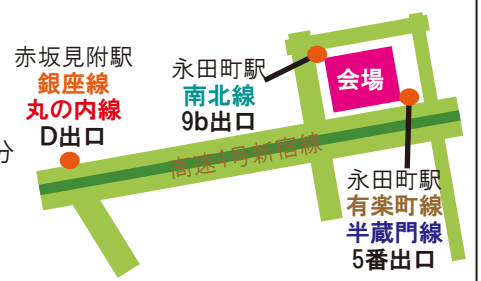 赤坂見附駅
銀座線
丸の内線
D出口
分
永田町駅
南北線
9b出口
会場
高速4号新宿線
永田町駅
有楽町線
半蔵門線
5番出口